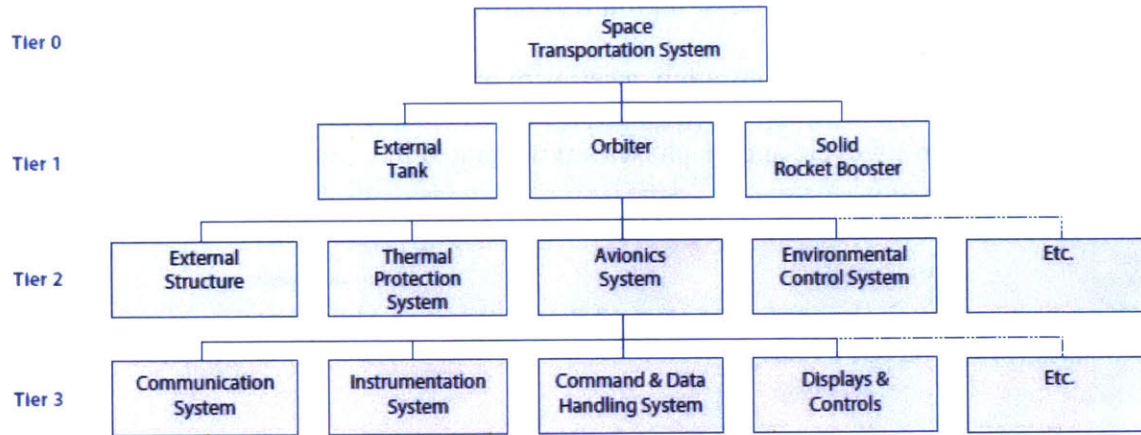 Tier 0
Space
Transportation System
Tier 1
External
Tank
Orbiter
Solid
Rocket Booster
Tier 2
External
Structure
Thermal
Protection
System
Avionics
System
Environmental
Control System
Etc.
Tier 3
Communication
System
Instrumentation
System
Command & Data
Handling System
Displays &
Controls
Etc.